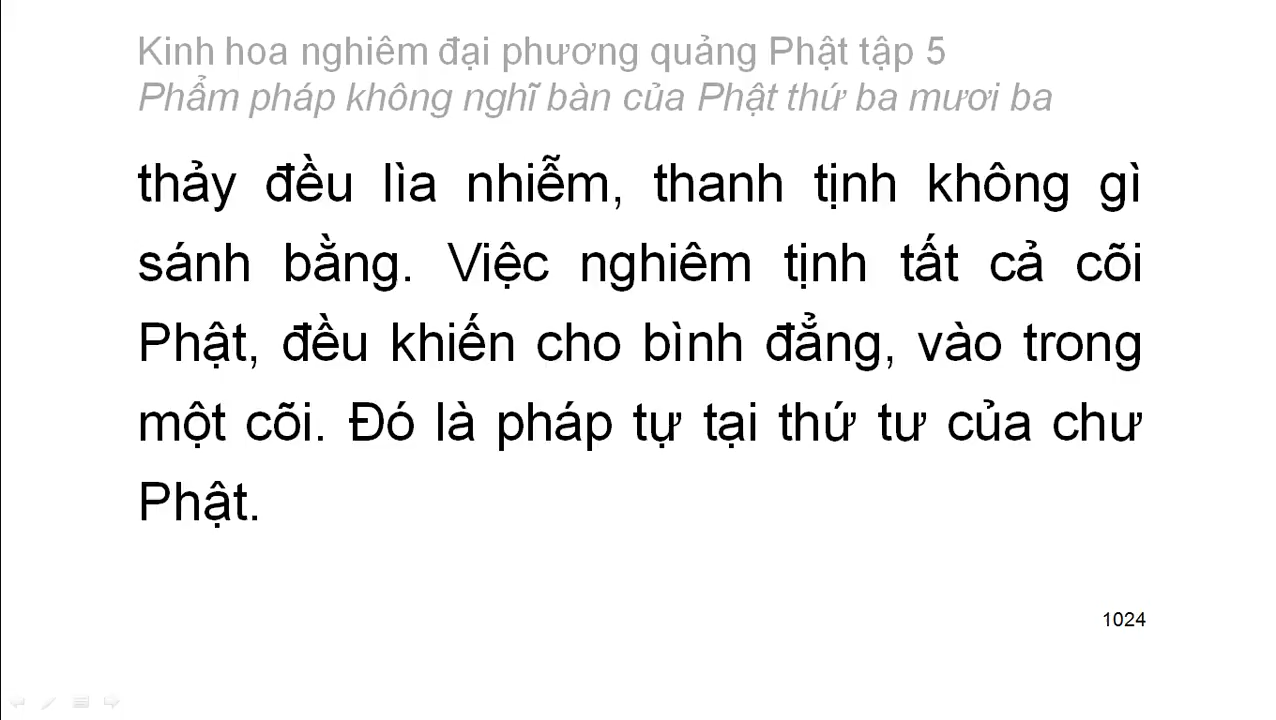 Kinh hoa nghiêm đại phương quảng Phật tập 5
Phẩm pháp không nghĩ bàn của Phật thứ ba mươi ba
thảy đều lìa nhiễm, thanh tịnh không gì
sánh bằng. Việc nghiêm tịnh tất cả cõi
Phật, đều khiến cho bình đẳng, vào trong
một cõi. Đó là pháp tự tại thứ tư của chư
Phật.
1024